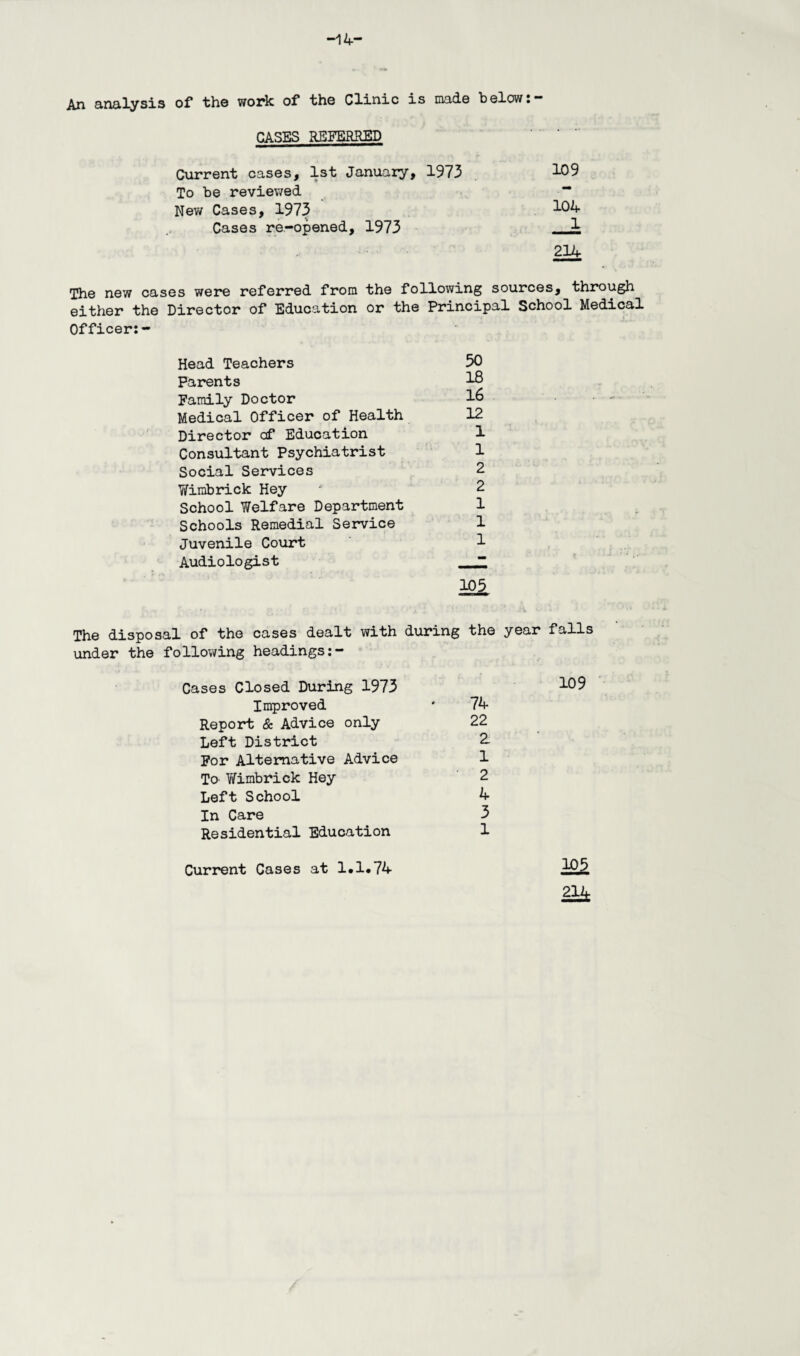 -14-
An analysis of the work of the Clinic is made below:-
CASES REFERRED
Current cases, 1st January, 1973 109
To be reviewed -
New Cases, 1973 104
Cases re-opened, 1973 1
214
The new cases were referred from the following sources, through
either the Director of Education or the Principal School Medical
Officer:-
Head Teachers 50
Parents 18
Family Doctor 16
Medical Officer of Health 12
Director of Education 1
Consultant Psychiatrist 1
Social Services 2
Wimbrick Hey 2
School Welfare Department 1
Schools Remedial Service 1
Juvenile Court 1
Audiologist -
105
The disposal of the cases dealt with during the year falls
under the following headings:-
Cases Closed During 1973 109
Improved 74
Report & Advice only 22
Left District 2
For Alternative Advice 1
To Wimbrick Hey 2
Left School 4
In Care 3
Residential Education 1
Current Cases at 1.1.74 105
214